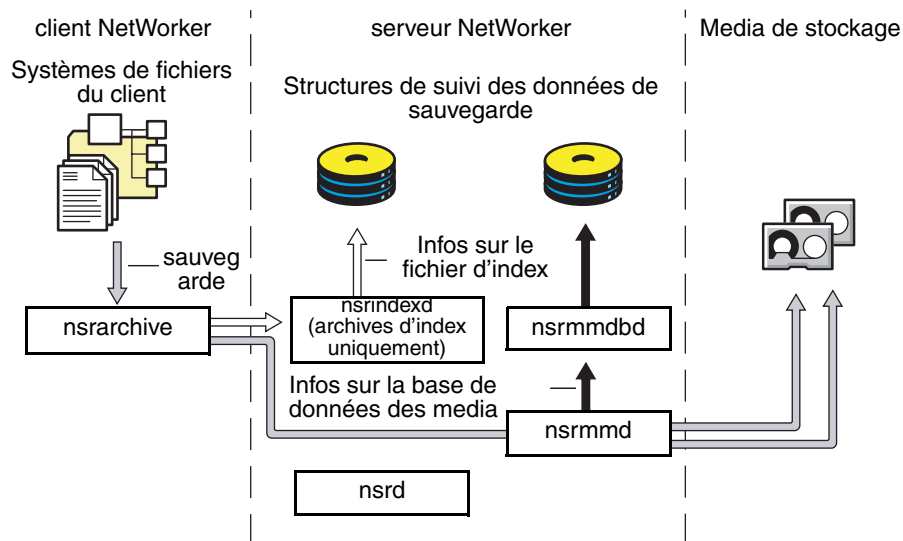 client NetWorker
serveur NetWorker
Media de stockage
Systèmes de fichiers
du client
Structures de suivi des données de
sauvegarde
sauveg
arde
Infos sur le
fichier d'index
nsrarchive
nsrindexd
(archives d'index
uniquement)
nsrmmdbd
Infos sur la base de
données des media
nsrmmd
nsrd